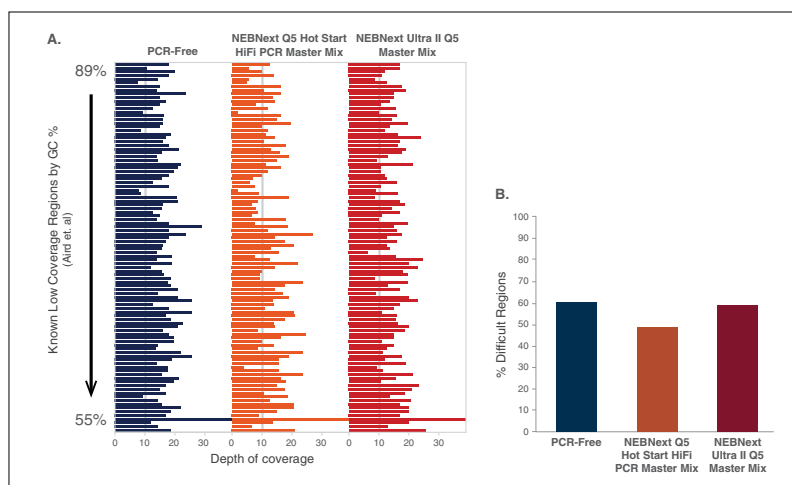 A.
PCR-Free
NEBNext Q5 Hot Start
HiFi PCR Master Mix
NEBNext Ultra II Q5
Master Mix
89%
Known Low Coverage Regions by GC %
(Aird et. al)
55%
0 10 20 30 0 10 20 30 0 10 20 30
Depth of coverage
B.
100
90
80
70
60
50
40
30
20
10
0
% Difficult Regions
PCR-Free
NEBNext Q5
Hot Start HiFi
PCR Master Mix
NEBNext
Ultra II Q5
Master Mix